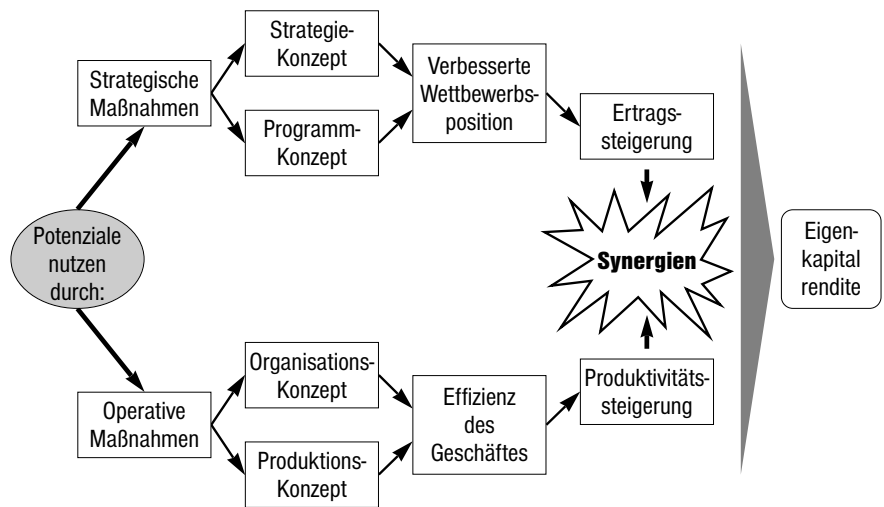 Strategie-
Konzept
Strategische
Maßnahmen
Programm-
Konzept
Verbesserte
Wettbewerbs-
position
Ertrags-
steigerung
Potenziale
nutzen
durch:
Synergien
Eigen-
kapital
rendite
Organisations-
Konzept
Operative
Maßnahmen
Produktions-
Konzept
Effizienz
des
Geschäftes
Produktivitäts-
steigerung